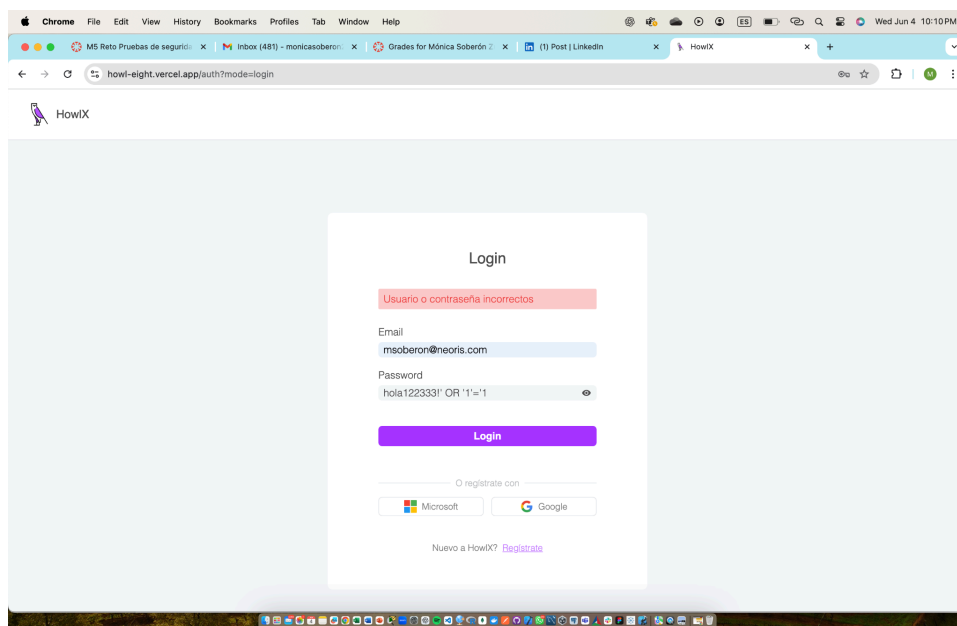 Chrome File Edit View History Bookmarks Profiles Tab Window Help ES Wed Jun 4 10:10 PM
M5 Reto Pruebas de segurida Inbox (481) - monicasoberon Grades for Mónica Soberón Z (1) Post | LinkedIn HowlX
howl-eight.vercel.app/auth?mode=login M
HowlX
Login
Usuario o contraseña incorrectos
Email
msoberon@neoris.com
Password
hola122333!' OR '1'='1
Login
O regístrate con
Microsoft Google
Nuevo a HowlX? Regístrate